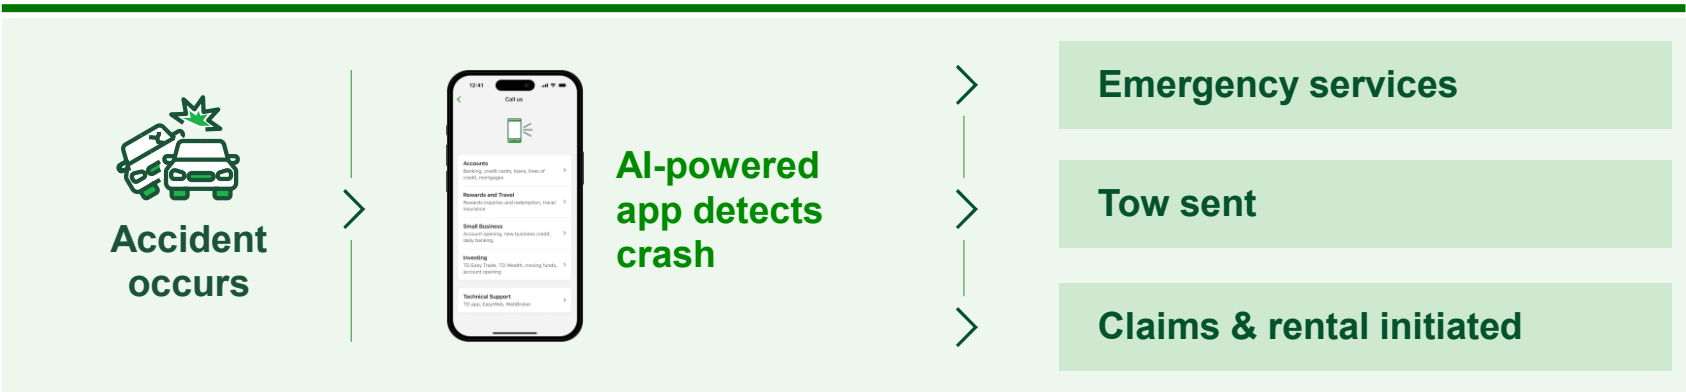 Accident
occurs
12:41
Call us
Accounts
Banking, credit cards, loans, lines of
credit, mortgages
Rewards and Travel
Rewards inquiries and redemption, travel
insurance
Small Business
Account opening, new business credit,
daily banking
Investing
TD Easy Trade, TD Wealth, moving funds,
account opening
Technical Support
TD app, EasyWeb, WebBroker
AI-powered
app detects
crash
Emergency services
Tow sent
Claims & rental initiated